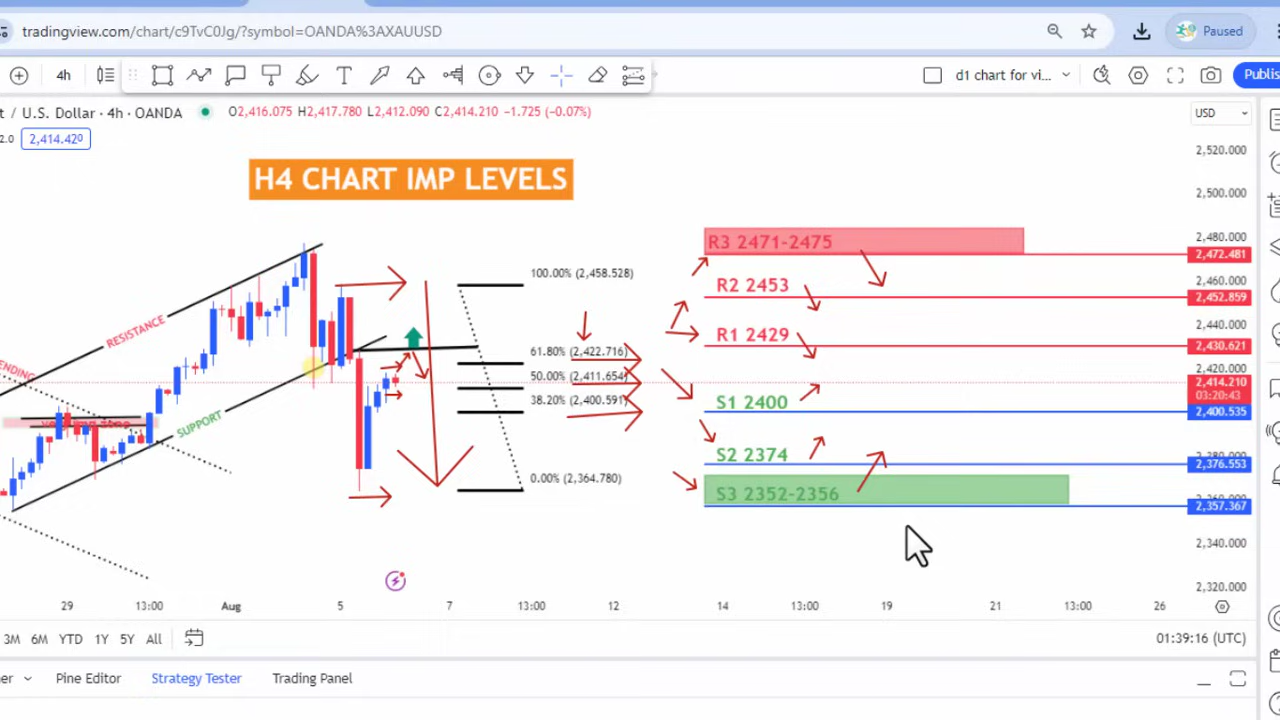 tradingview.com/chart/c9TvC0Jg/?symbol=OANDA%3AXAUUSD
Paused
4h
d1 chart for vi...
Publis
t / U.S. Dollar · 4h · OANDA
O2,416.075 H2,417.780 L2,412.090 C2,414.210 −1.725 (−0.07%)
USD
2.0
2,414.420
H4 CHART IMP LEVELS
2,520.000
2,500.000
2,480.000
2,472.481
2,460.000
2,452.859
2,440.000
2,430.621
2,420.000
2,414.210
03:20:43
2,400.535
2,376.553
2,357.367
2,340.000
2,320.000
R3 2471-2475
R2 2453
R1 2429
S1 2400
S2 2374
S3 2352-2356
100.00% (2,458.528)
61.80% (2,422.716)
50.00% (2,411.654)
38.20% (2,400.591)
0.00% (2,364.780)
RESISTANCE
SUPPORT
ENDING
29
13:00
Aug
5
7
13:00
12
14
13:00
19
21
13:00
26
3M
6M
YTD
1Y
5Y
All
01:39:16 (UTC)
er
Pine Editor
Strategy Tester
Trading Panel